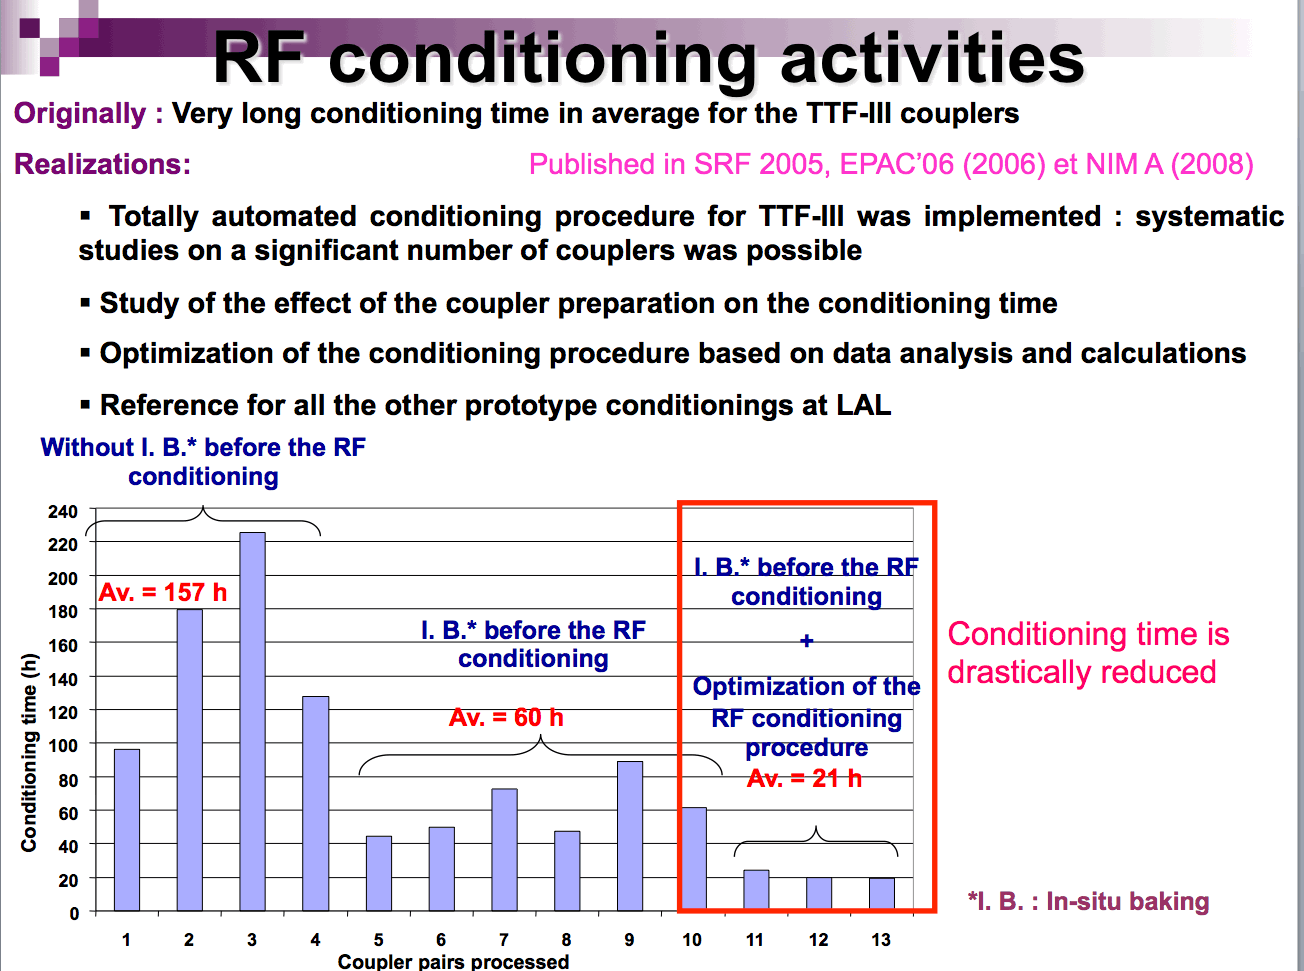 RF conditioning activities
Originally : Very long conditioning time in average for the TTF-III couplers
Realizations:
Published in SRF 2005, EPAC’06 (2006) et NIM A (2008)
▪ Totally automated conditioning procedure for TTF-III was implemented : systematic
studies on a significant number of couplers was possible
▪ Study of the effect of the coupler preparation on the conditioning time
▪ Optimization of the conditioning procedure based on data analysis and calculations
▪ Reference for all the other prototype conditionings at LAL
Without I. B.* before the RF
conditioning
Av. = 157 h
I. B.* before the RF
conditioning
Av. = 60 h
I. B.* before the RF
conditioning
+
Optimization of the
RF conditioning
procedure
Av. = 21 h
Conditioning time is
drastically reduced
*I. B. : In-situ baking
Conditioning time (h)
240
220
200
180
160
140
120
100
80
60
40
20
0
1 2 3 4 5 6 7 8 9 10 11 12 13
Coupler pairs processed